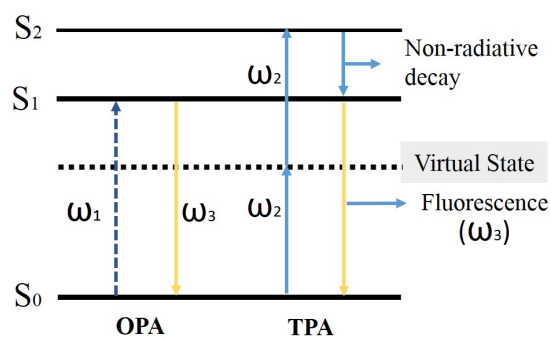 S₂
Non-radiative
decay
ω₂
S₁
Virtual State
ω₁
ω₃
ω₂
Fluorescence
(ω₃)
S₀
OPA
TPA